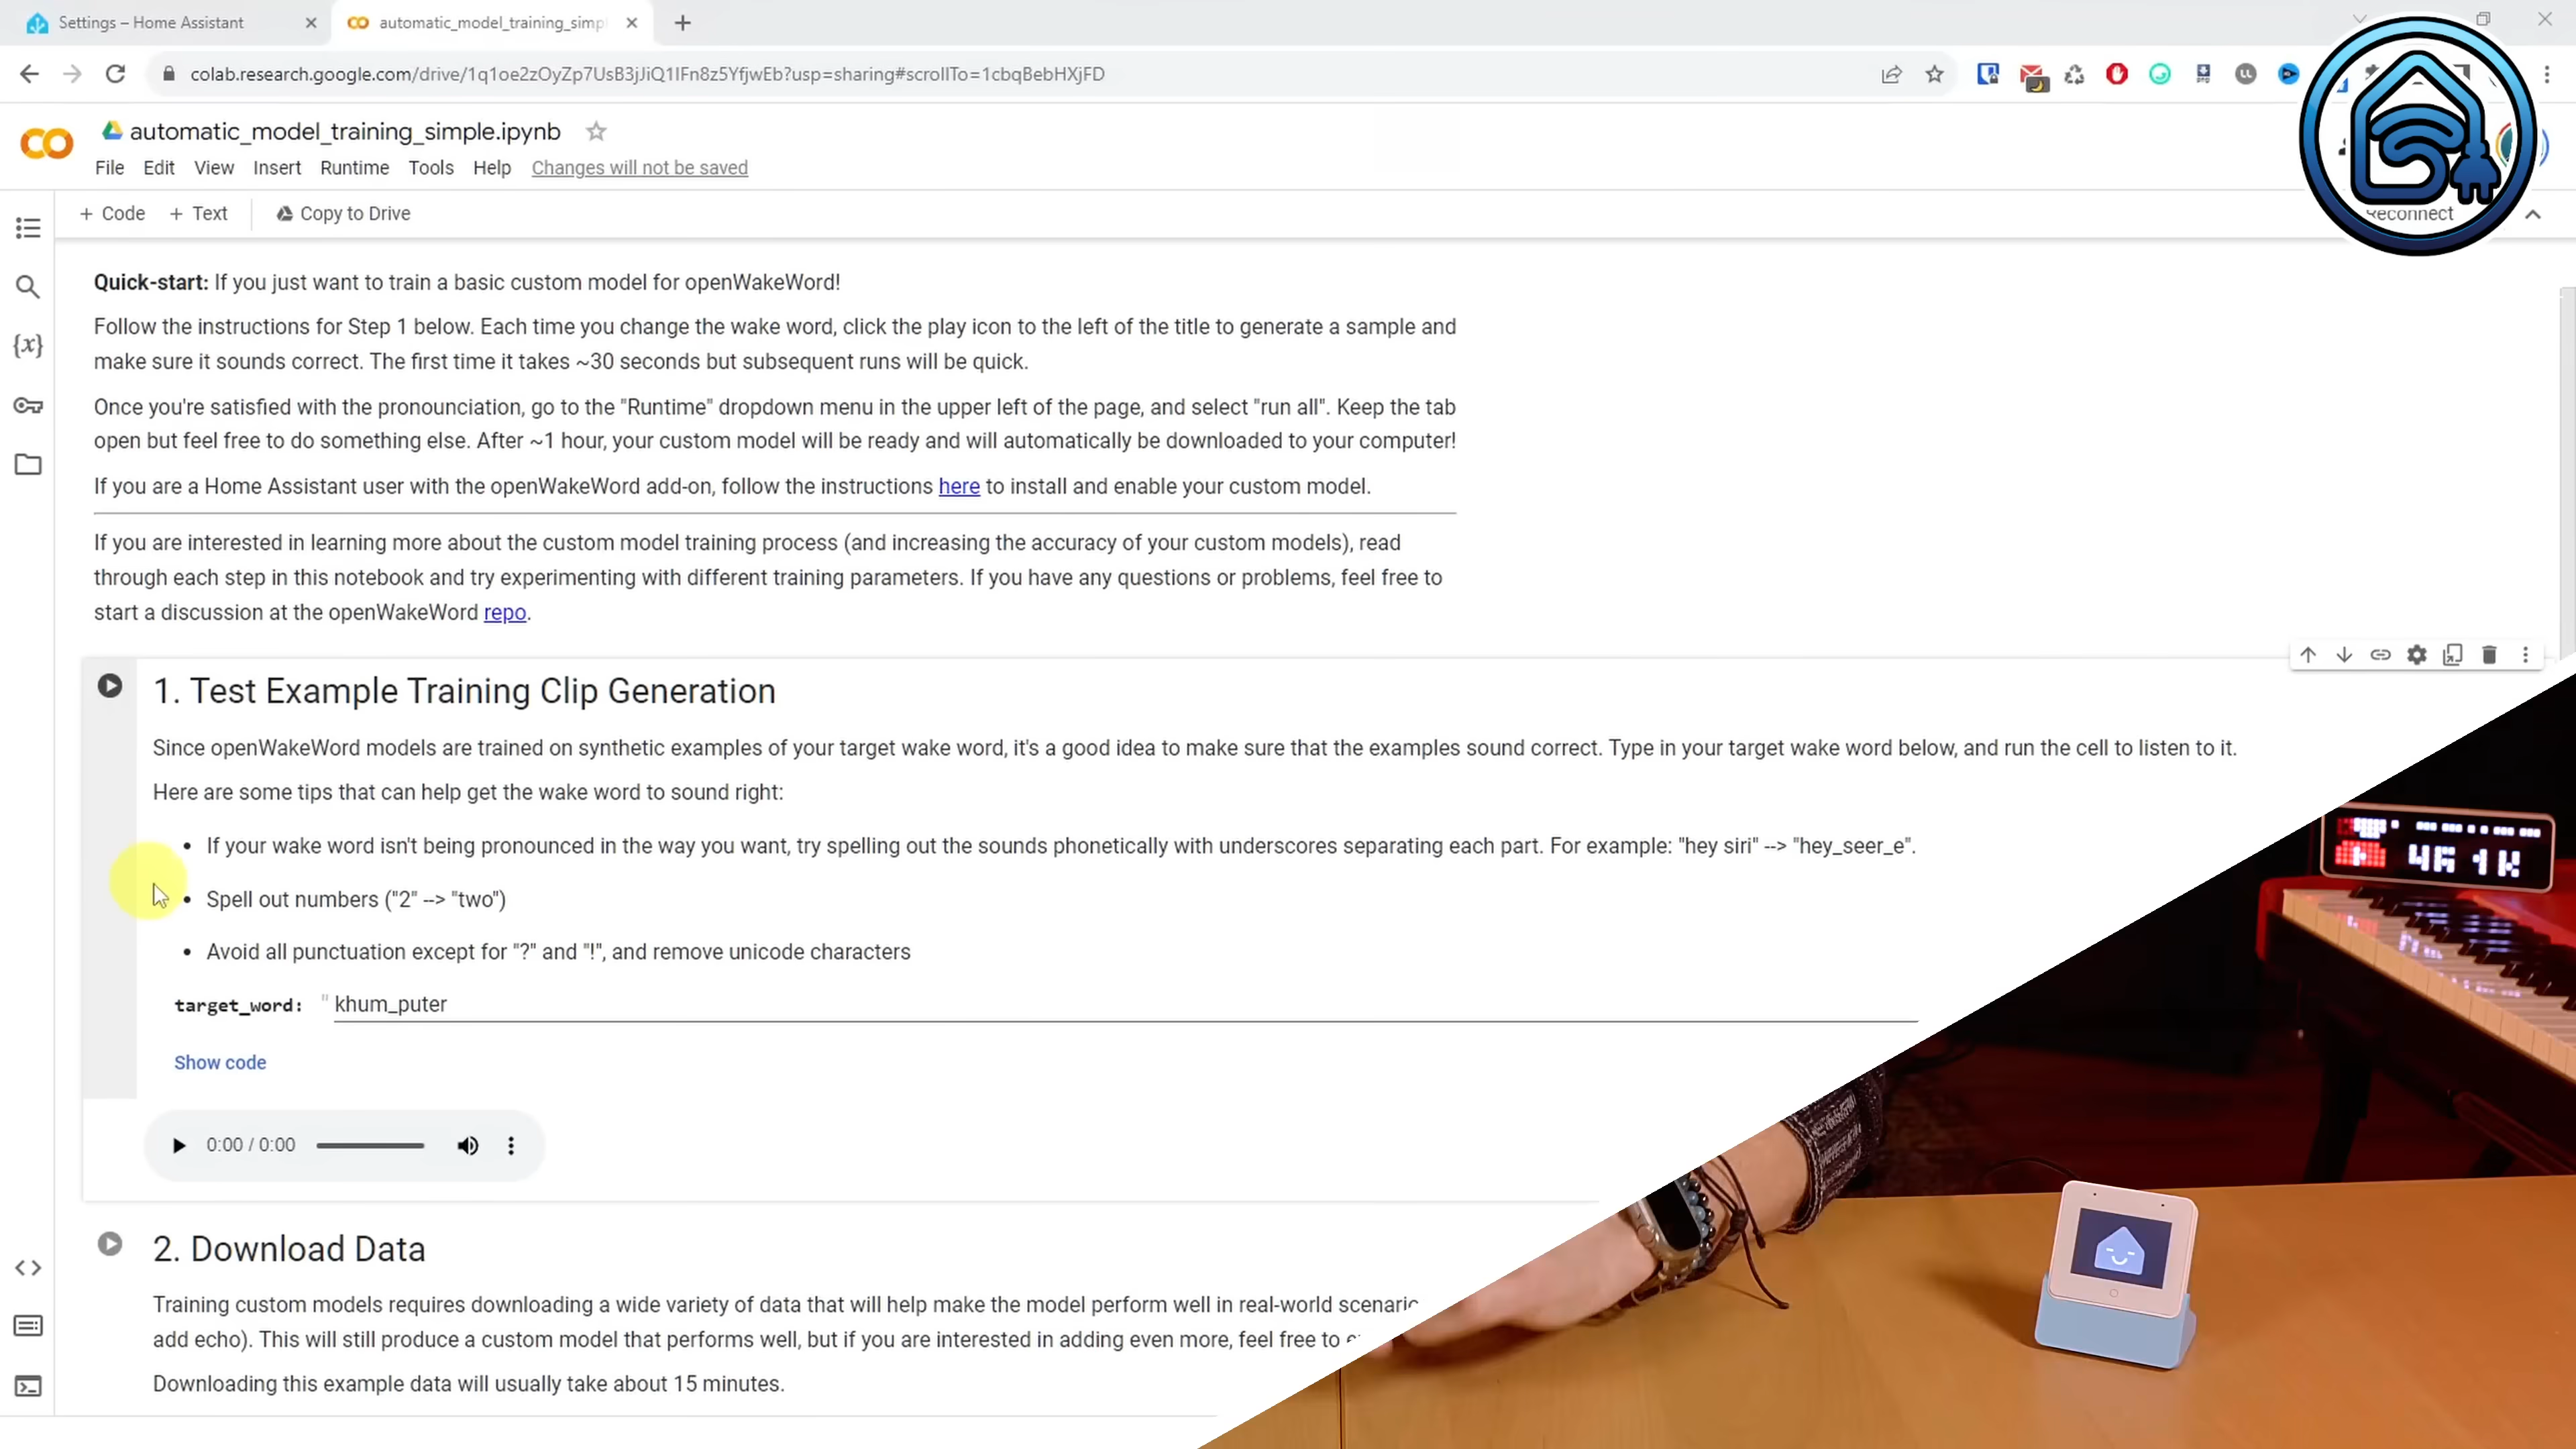 Settings – Home Assistant
automatic_model_training_simp
colab.research.google.com/drive/1q1oe2zOyZp7UsB3jJiQ1IFn8z5YfjwEb?usp=sharing#scrollTo=1cbqBebHXjFD
automatic_model_training_simple.ipynb
File Edit View Insert Runtime Tools Help Changes will not be saved
+ Code + Text Copy to Drive
Reconnect
Quick-start: If you just want to train a basic custom model for openWakeWord!
Follow the instructions for Step 1 below. Each time you change the wake word, click the play icon to the left of the title to generate a sample and
make sure it sounds correct. The first time it takes ~30 seconds but subsequent runs will be quick.
Once you're satisfied with the pronounciation, go to the "Runtime" dropdown menu in the upper left of the page, and select "run all". Keep the tab
open but feel free to do something else. After ~1 hour, your custom model will be ready and will automatically be downloaded to your computer!
If you are a Home Assistant user with the openWakeWord add-on, follow the instructions here to install and enable your custom model.
If you are interested in learning more about the custom model training process (and increasing the accuracy of your custom models), read
through each step in this notebook and try experimenting with different training parameters. If you have any questions or problems, feel free to
start a discussion at the openWakeWord repo.
1. Test Example Training Clip Generation
Since openWakeWord models are trained on synthetic examples of your target wake word, it's a good idea to make sure that the examples sound correct. Type in your target wake word below, and run the cell to listen to it.
Here are some tips that can help get the wake word to sound right:
• If your wake word isn't being pronounced in the way you want, try spelling out the sounds phonetically with underscores separating each part. For example: "hey siri" --> "hey_seer_e".
• Spell out numbers ("2" --> "two")
• Avoid all punctuation except for "?" and "!", and remove unicode characters
target_word: " khum_puter
Show code
0:00 / 0:00
2. Download Data
Training custom models requires downloading a wide variety of data that will help make the model perform well in real-world scenario
add echo). This will still produce a custom model that performs well, but if you are interested in adding even more, feel free to
Downloading this example data will usually take about 15 minutes.